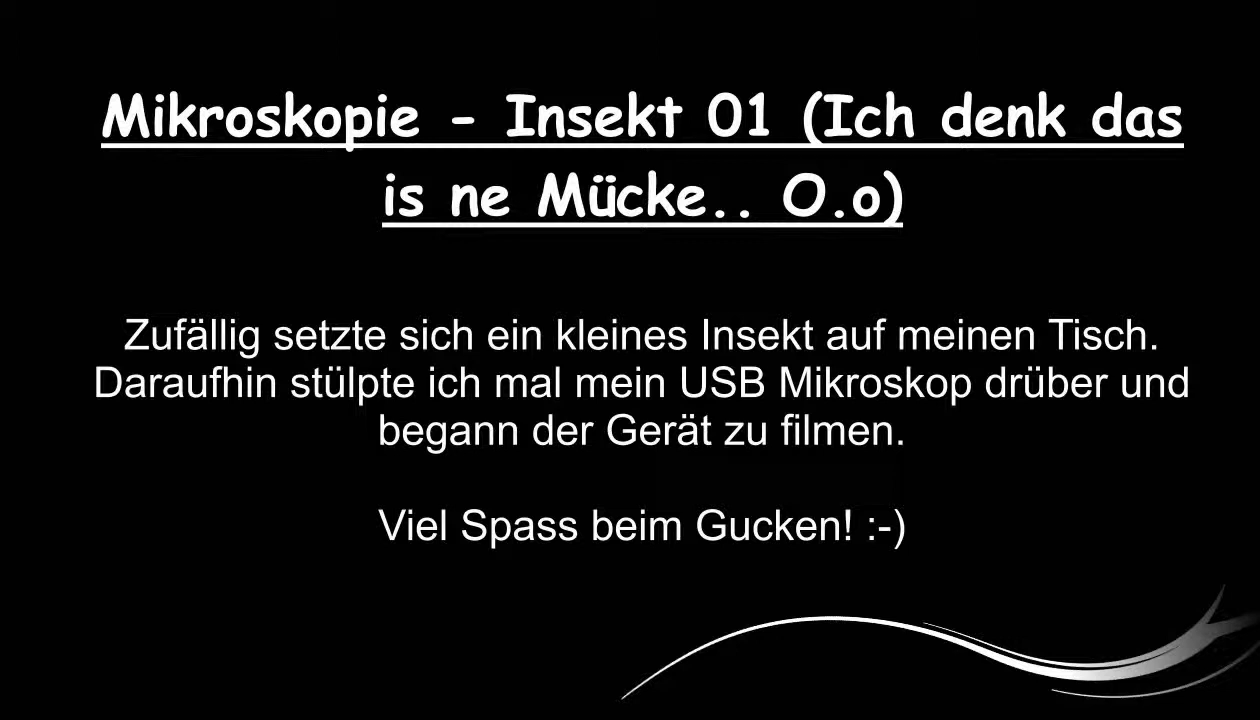 Mikroskopie - Insekt 01 (Ich denk das
is ne Mücke.. O.o)
Zufällig setzte sich ein kleines Insekt auf meinen Tisch.
Daraufhin stülpte ich mal mein USB Mikroskop drüber und
begann der Gerät zu filmen.
Viel Spass beim Gucken! :-)